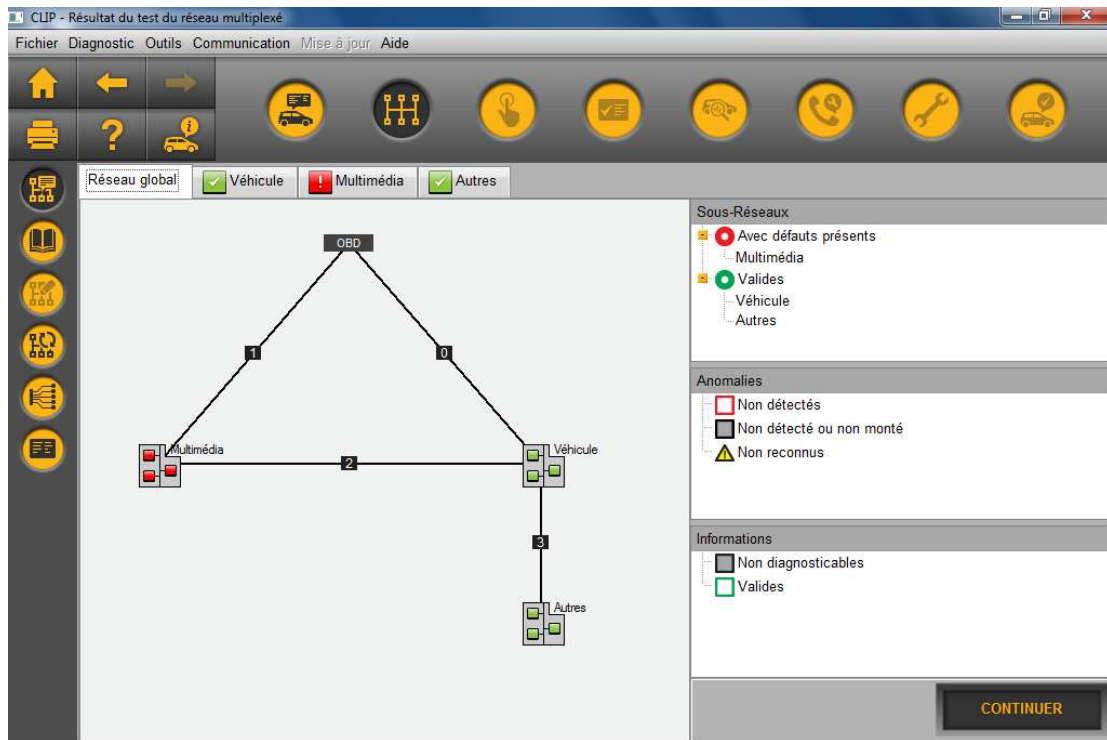 CLIP - Résultat du test du réseau multiplexé
Fichier Diagnostic Outils Communication Mise à jour Aide
Réseau global Véhicule Multimédia Autres
OBD
1
0
Multimédia
2
Véhicule
3
Autres
Sous-Réseaux
Avec défauts présents
Multimédia
Valides
Véhicule
Autres
Anomalies
Non détectés
Non détecté ou non monté
Non reconnus
Informations
Non diagnosticables
Valides
CONTINUER